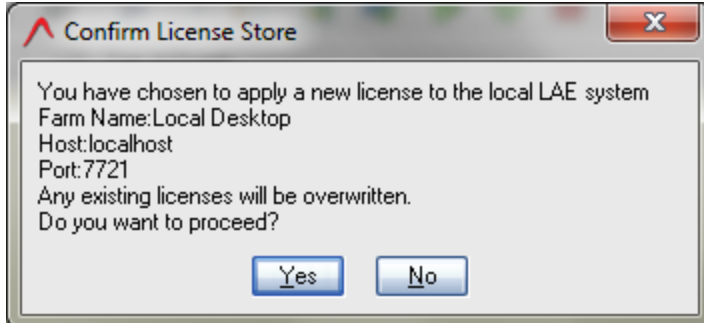 Confirm License Store
You have chosen to apply a new license to the local LAE system
Farm Name:Local Desktop
Host:localhost
Port:7721
Any existing licenses will be overwritten.
Do you want to proceed?
Yes
No